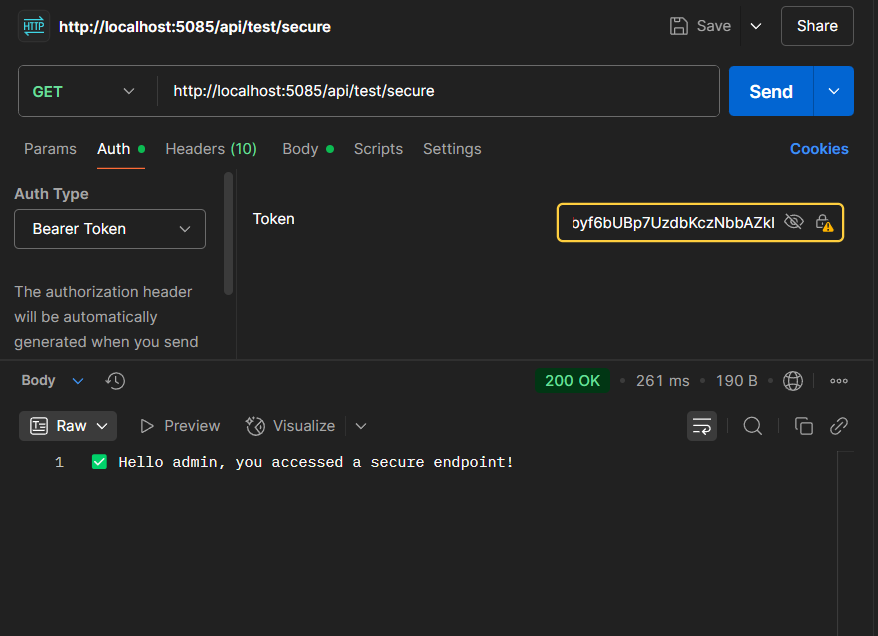 HTTP http://localhost:5085/api/test/secure Save Share
GET http://localhost:5085/api/test/secure Send
Params Auth Headers (10) Body Scripts Settings Cookies
Auth Type
Bearer Token
Token
oyf6bUBp7UzdbKczNbbAZkI
The authorization header
will be automatically
generated when you send
Body 200 OK • 261 ms • 190 B •
Raw Preview Visualize
1 ✅ Hello admin, you accessed a secure endpoint!